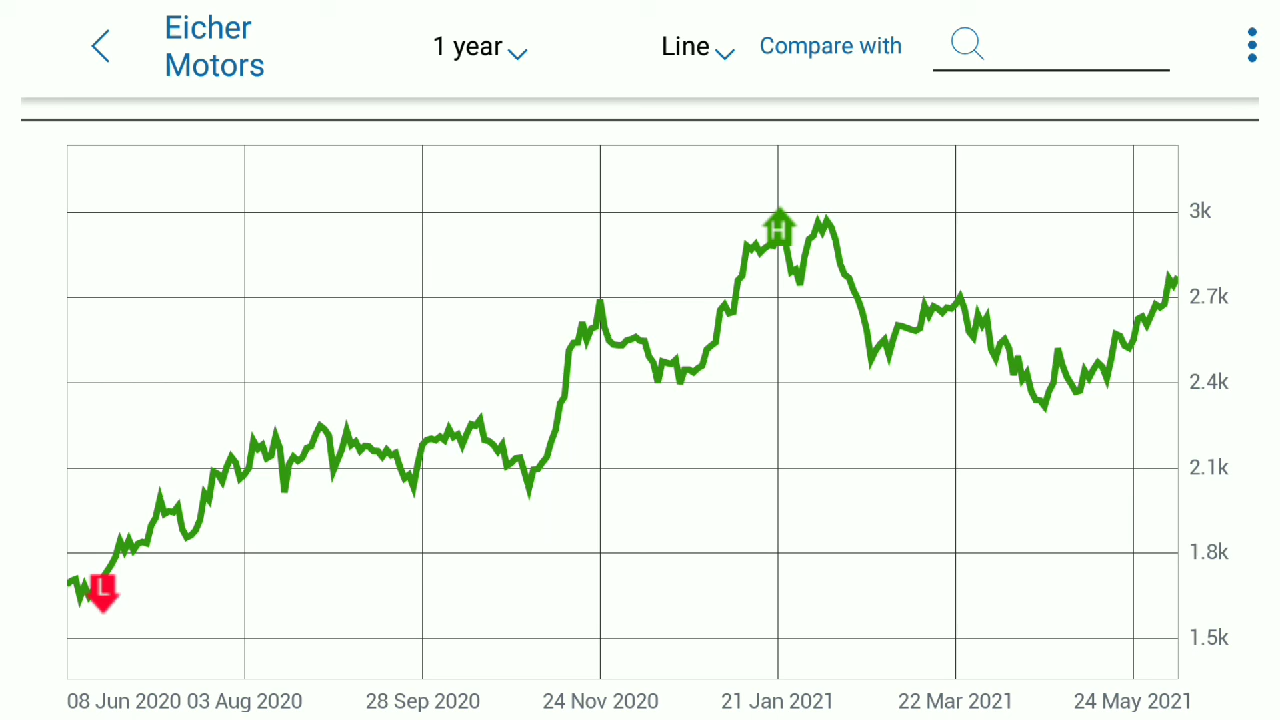 Eicher
Motors
1 year
Line
Compare with
H
L
3k
2.7k
2.4k
2.1k
1.8k
1.5k
08 Jun 2020 03 Aug 2020 28 Sep 2020 24 Nov 2020 21 Jan 2021 22 Mar 2021 24 May 2021